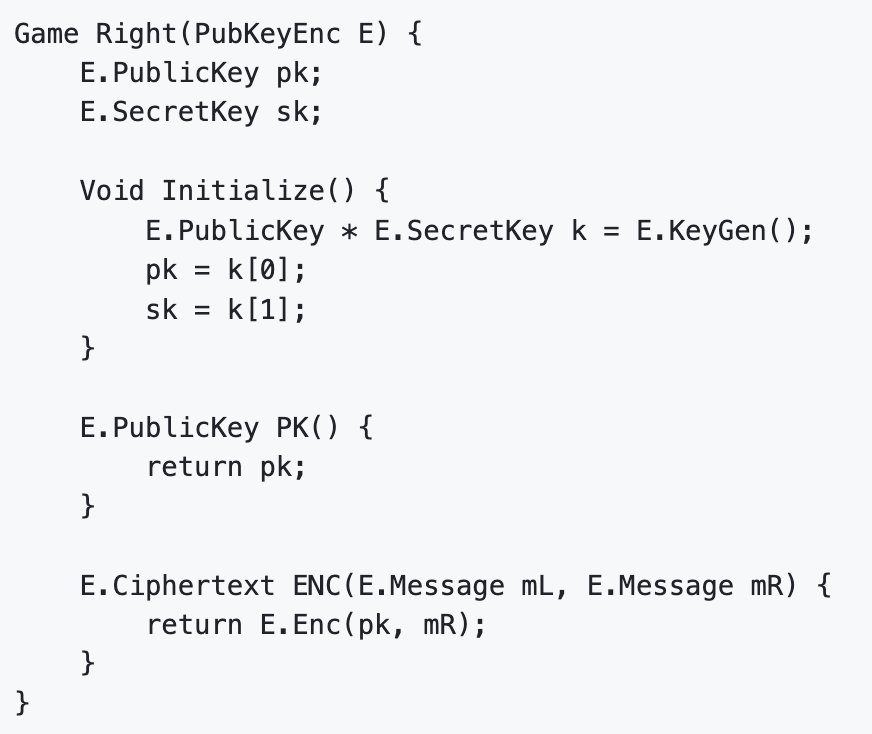 Game Right(PubKeyEnc E) {
    E.PublicKey pk;
    E.SecretKey sk;

    Void Initialize() {
        E.PublicKey * E.SecretKey k = E.KeyGen();
        pk = k[0];
        sk = k[1];
    }

    E.PublicKey PK() {
        return pk;
    }

    E.Ciphertext ENC(E.Message mL, E.Message mR) {
        return E.Enc(pk, mR);
    }
}